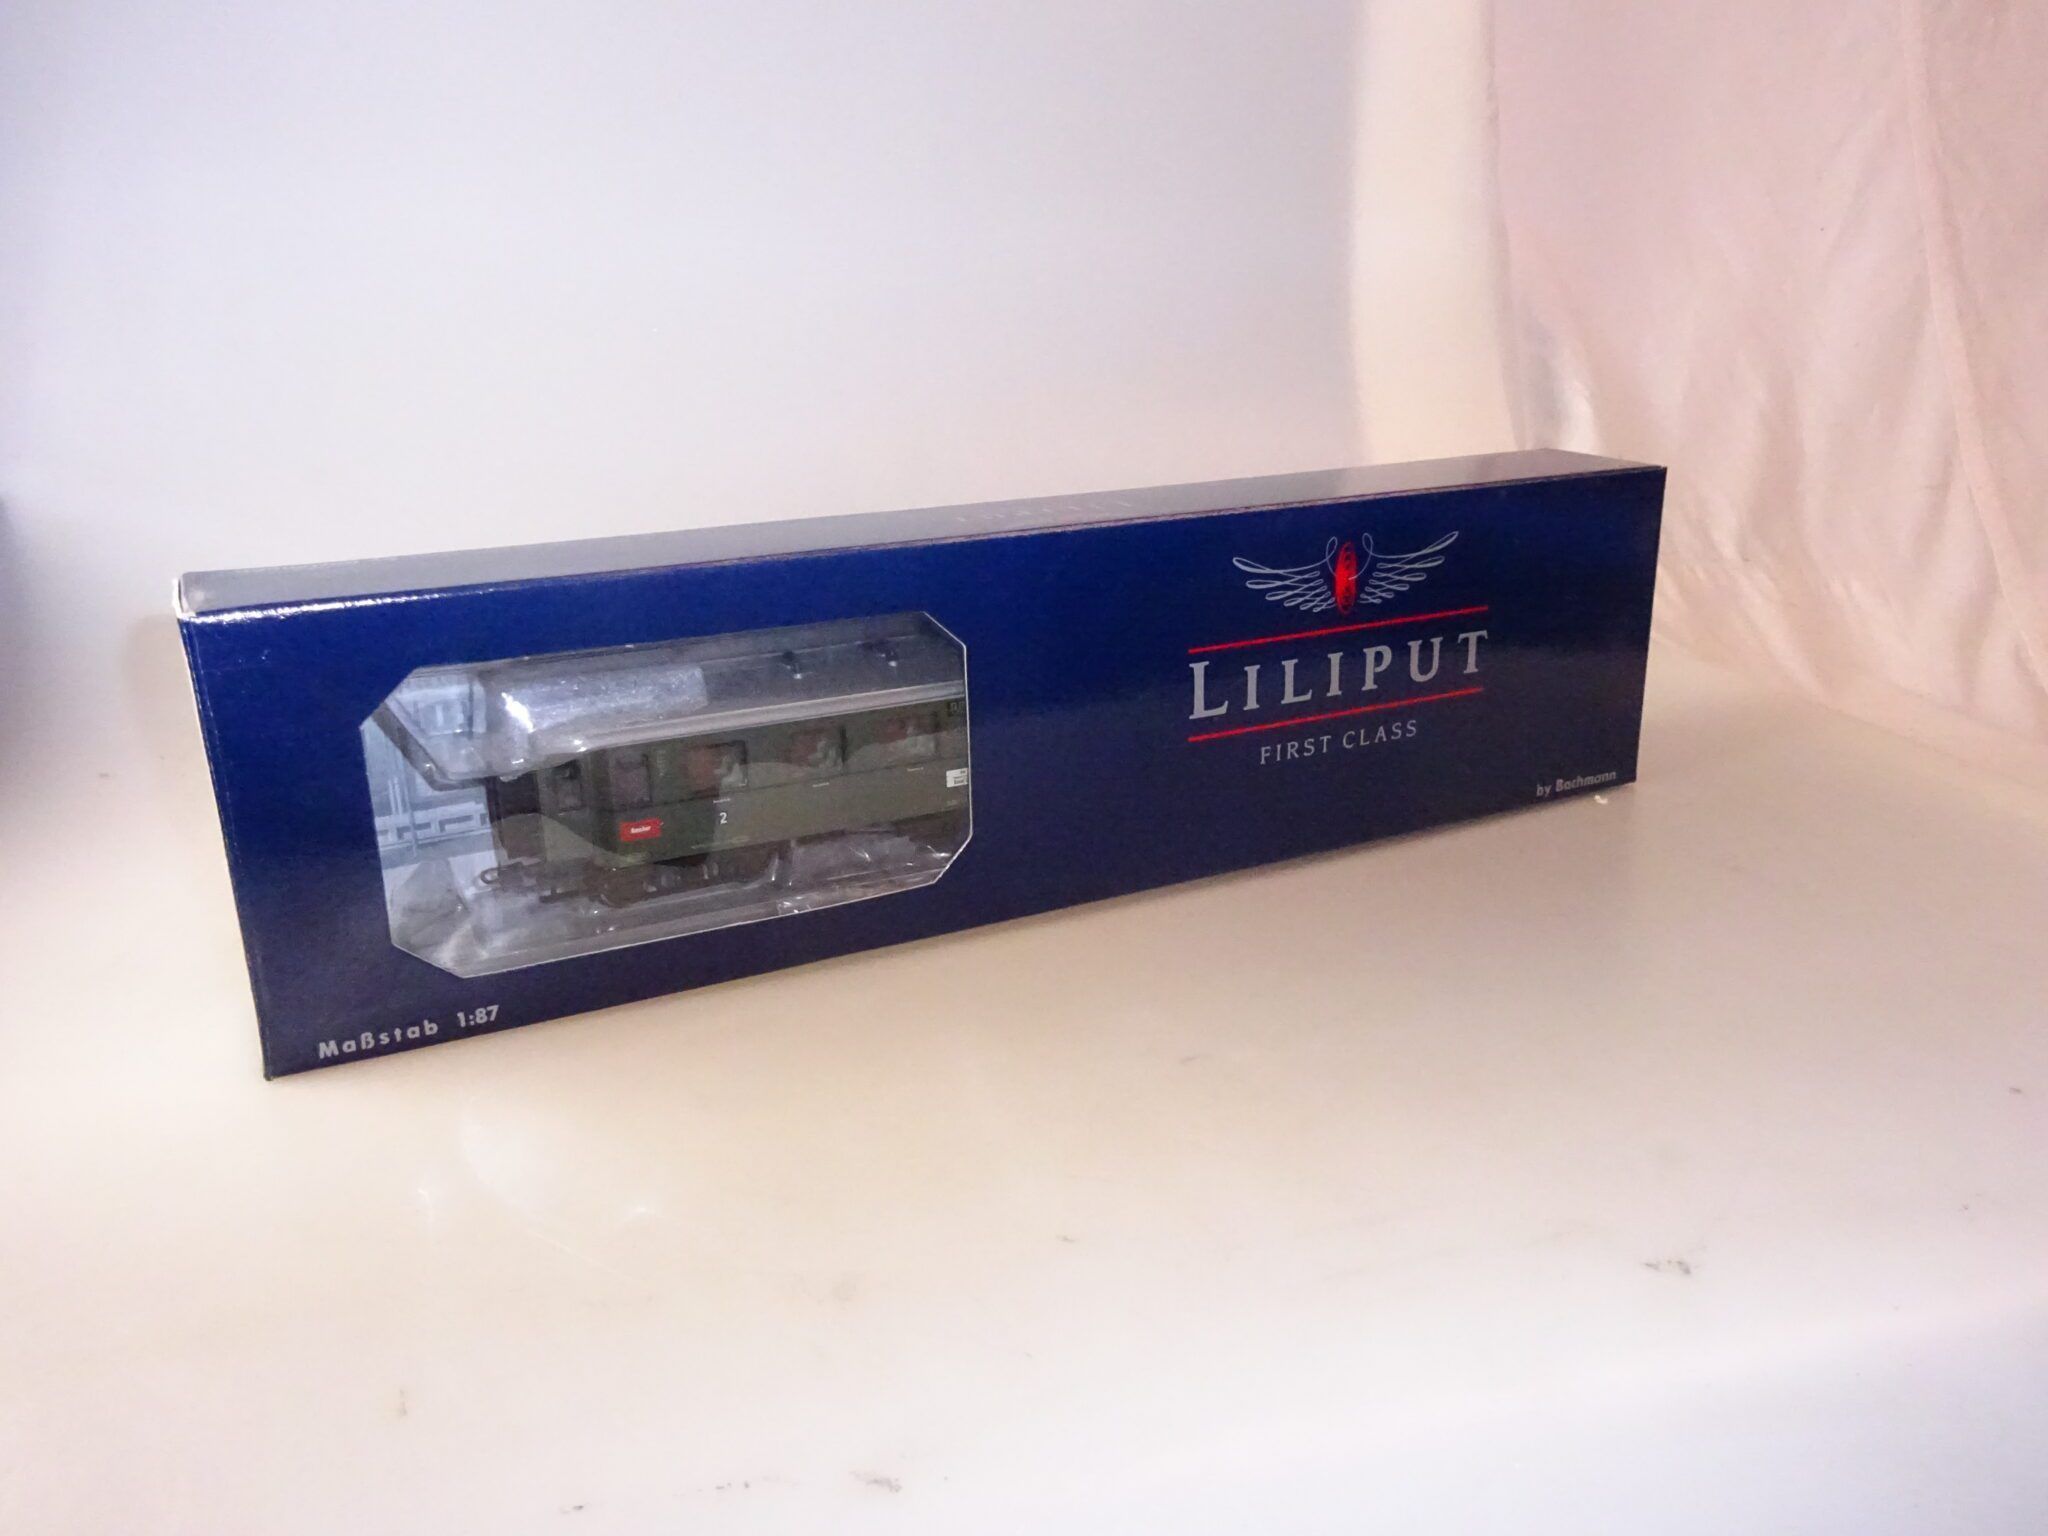 LILIPUT
FIRST CLASS
by Bachmann
2
Maßstab 1:87